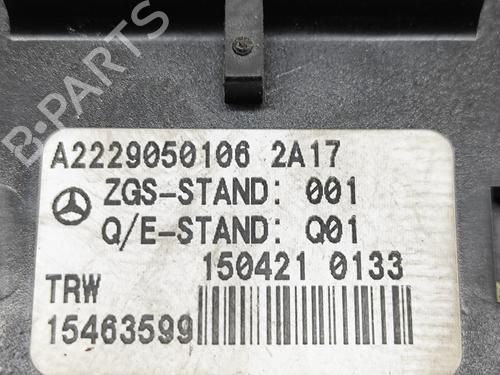 A2229050106 2A17
ZGS-STAND: 001
Q/E-STAND: Q01
150421 0133
TRW
15463599
B-PARTS